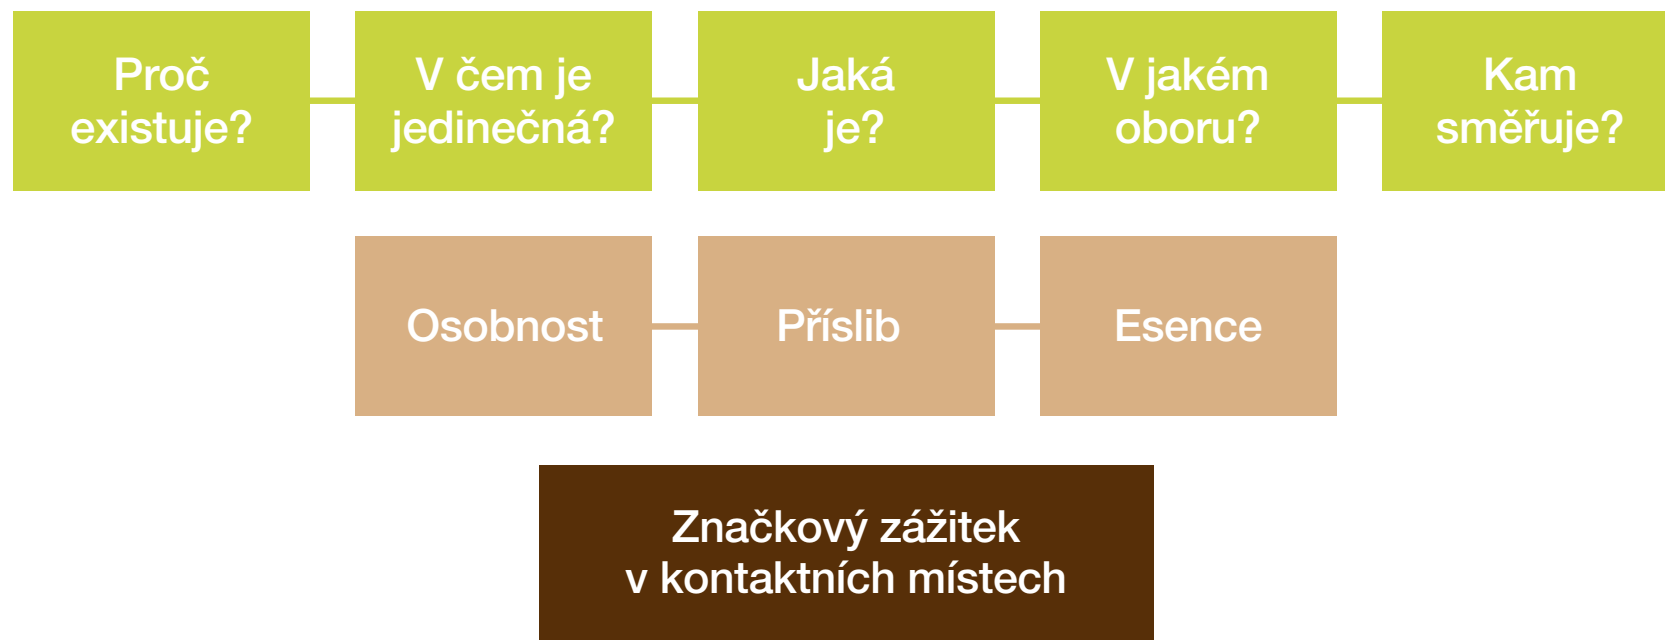 Proč
existuje?
V čem je
jedinečná?
Jaká
je?
V jakém
oboru?
Kam
směřuje?
Osobnost
Příslib
Esence
Značkový zážitek
v kontaktních místech